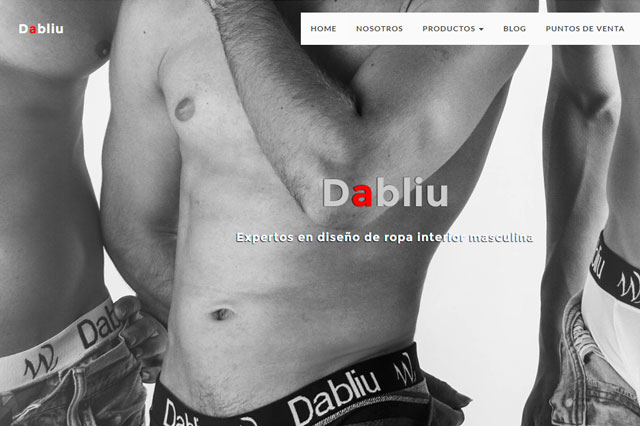 Dabliu
HOME NOSOTROS PRODUCTOS BLOG PUNTOS DE VENTA
Dabliu
Expertos en diseño de ropa interior masculina
Dabliu
Dabliu
Dabliu